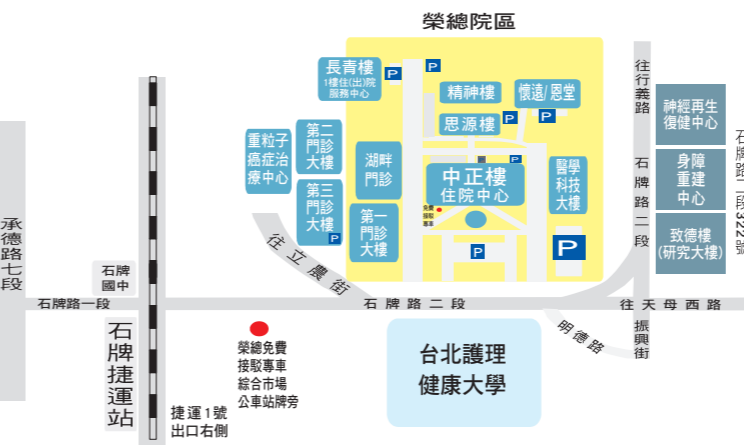 榮總院區
長青樓
1樓住(出)院
服務中心
P
P
精神樓
懷遠/恩堂
P
P
思源樓
重粒子
癌症治
療中心
第二
門診
大樓
湖畔
門診
第三
門診
大樓
P
第一
門診
大樓
P
中正樓
住院中心
免費
接駁
專車
醫學
科技
大樓
P
P
往行義路
石牌路二段
神經再生
復健中心
身障
重建
中心
致德樓
(研究大樓)
石牌路二段322號
承德路七段
往立農街
石牌
國中
石牌路一段
石牌路二段
往天母西路
石牌捷運站
榮總免費
接駁專車
綜合市場
公車站牌旁
捷運1號
出口右側
台北護理
健康大學
明德路
振興街